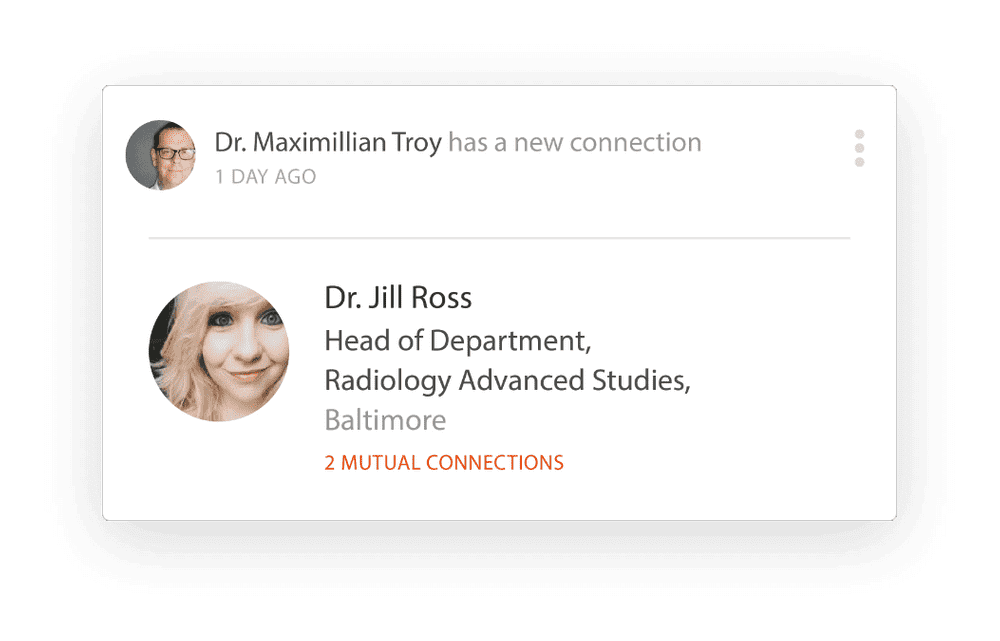 Dr. Maximillian Troy has a new connection
1 DAY AGO
Dr. Jill Ross
Head of Department,
Radiology Advanced Studies,
Baltimore
2 MUTUAL CONNECTIONS